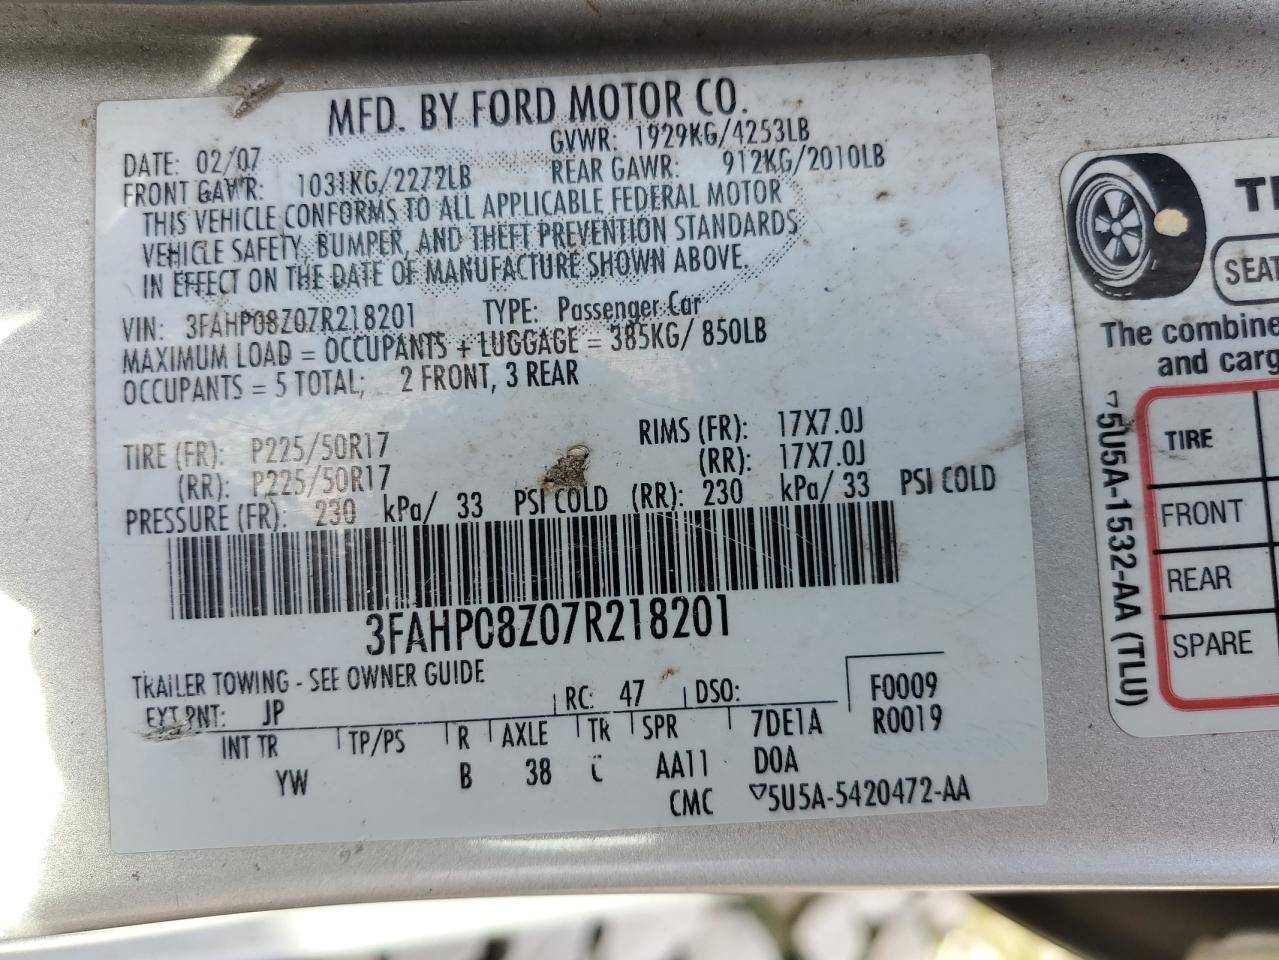 MFD. BY FORD MOTOR CO.
DATE: 02/07 GVWR: 1929KG/4253LB
FRONT GAWR: 1031KG/2272LB REAR GAWR: 912KG/2010LB
THIS VEHICLE CONFORMS TO ALL APPLICABLE FEDERAL MOTOR
VEHICLE SAFETY, BUMPER, AND THEFT PREVENTION STANDARDS
IN EFFECT ON THE DATE OF MANUFACTURE SHOWN ABOVE.
VIN: 3FAHP08Z07R218201 TYPE: Passenger Car
MAXIMUM LOAD = OCCUPANTS + LUGGAGE = 385KG/ 850LB
OCCUPANTS = 5 TOTAL; 2 FRONT, 3 REAR
TIRE (FR): P225/50R17 RIMS (FR): 17X7.0J
(RR): P225/50R17 (RR): 17X7.0J
PRESSURE (FR): 230 kPa/ 33 PSI COLD (RR): 230 kPa/ 33 PSI COLD
3FAHP08Z07R218201
TRAILER TOWING - SEE OWNER GUIDE
EXT PNT: JP RC: 47 DSO: F0009
INT TR TP/PS R AXLE TR SPR 7DE1A R0019
YW B 38 C AA11 D0A
CMC ▽5U5A-5420472-AA
SEAT
The combine
and carg
TIRE
FRONT
REAR
SPARE
▽5U5A-1532-AA (TLU)